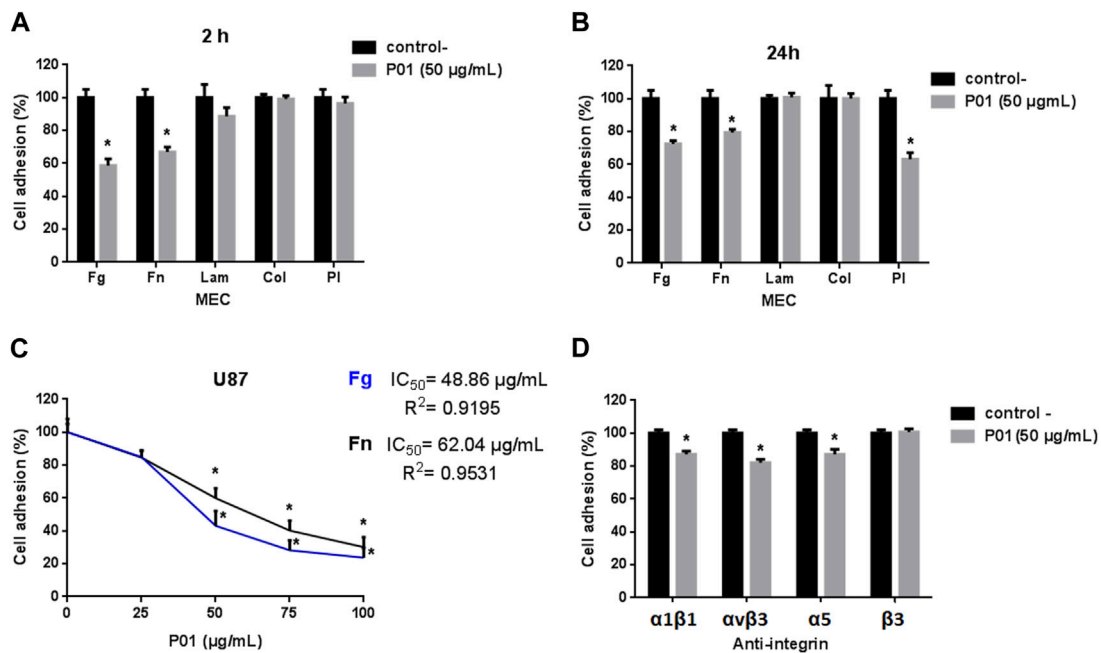 A
2 h
control-
P01 (50 µg/mL)
Cell adhesion (%)
120
100
80
60
40
20
0
*
*
Fg Fn Lam Col Pl
MEC
B
24h
control-
P01 (50 µgmL)
Cell adhesion (%)
120
100
80
60
40
20
0
*
*
*
Fg Fn Lam Col Pl
MEC
C
U87
Fg IC50= 48.86 µg/mL
R2= 0.9195
Fn IC50= 62.04 µg/mL
R2= 0.9531
Cell adhesion (%)
120
100
80
60
40
20
0
*
*
*
*
*
*
0 25 50 75 100
P01 (µg/mL)
D
control -
P01 (50 µg/mL)
Cell adhesion (%)
120
100
80
60
40
20
0
*
*
*
α1β1 αvβ3 α5 β3
Anti-integrin